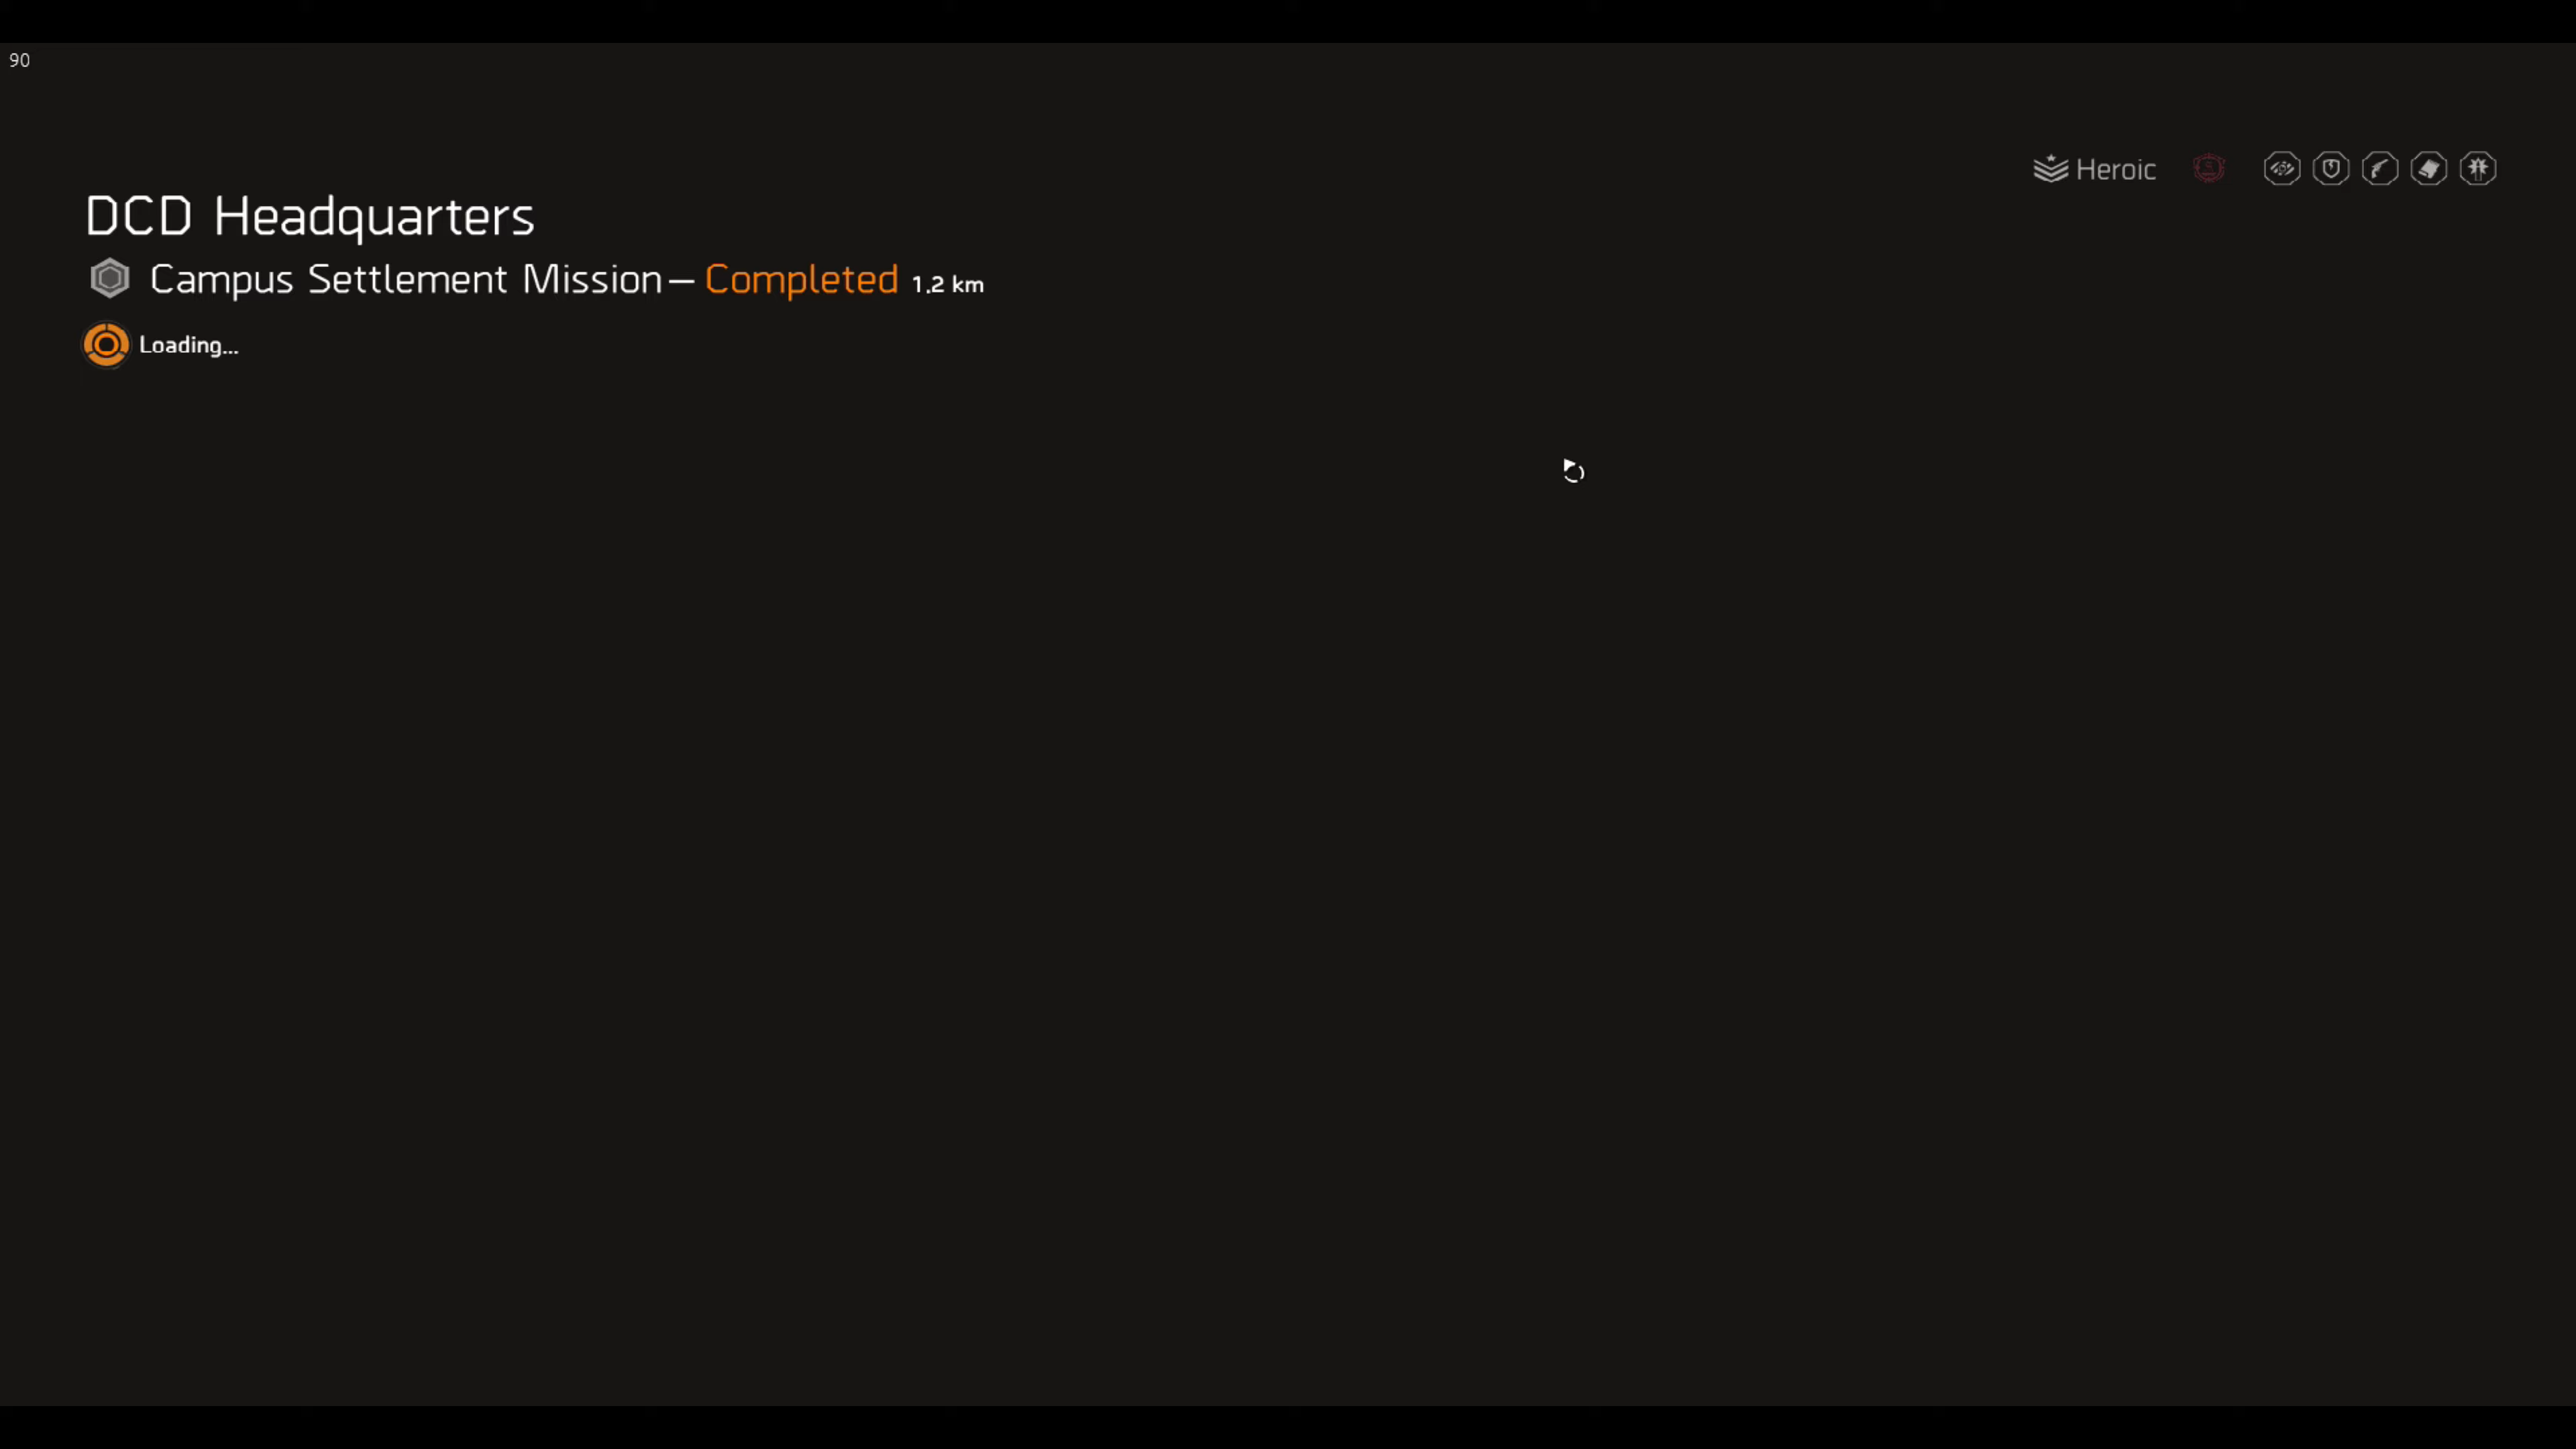 90
Heroic
DCD Headquarters
Campus Settlement Mission— Completed 1.2 km
Loading...